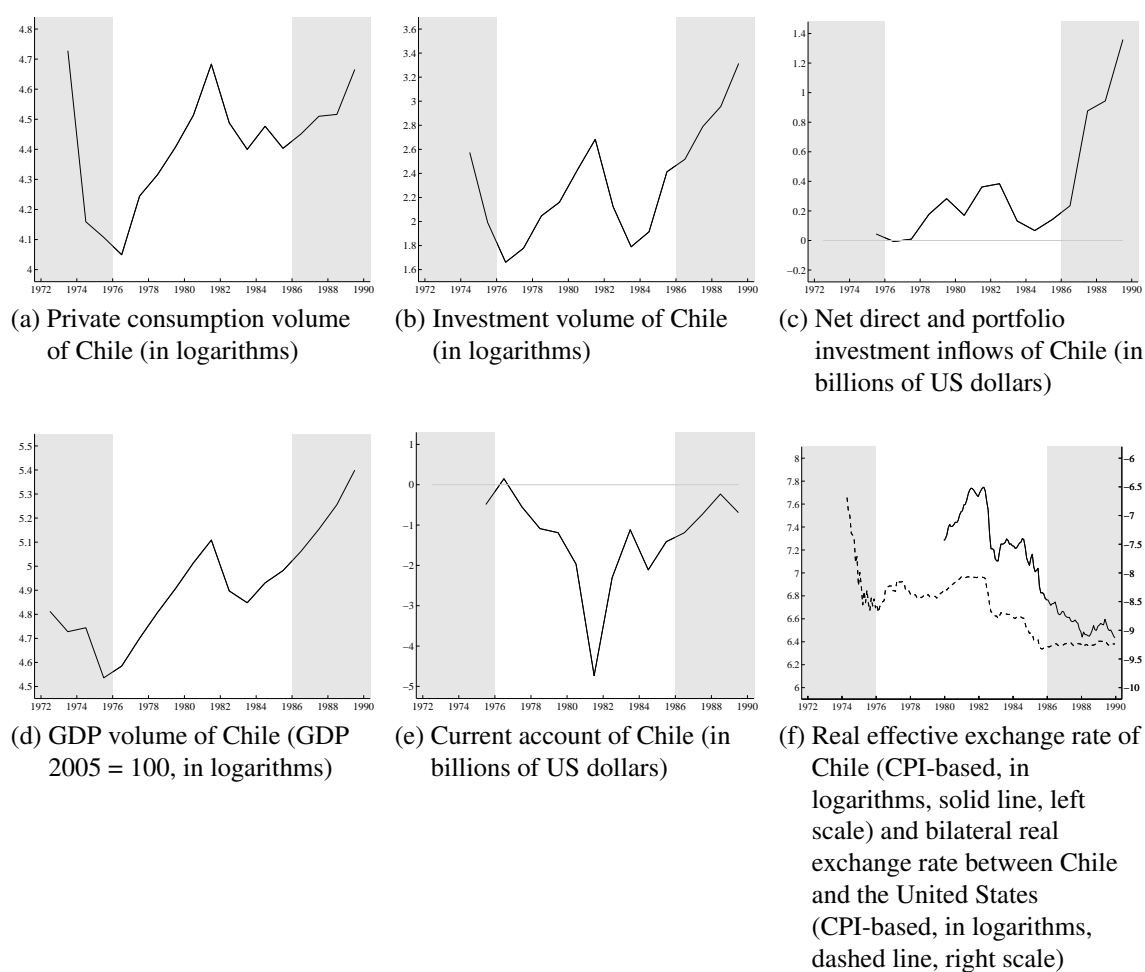 4.8
4.7
4.6
4.5
4.4
4.3
4.2
4.1
4
1972 1974 1976 1978 1980 1982 1984 1986 1988 1990
(a) Private consumption volume
of Chile (in logarithms)
3.6
3.4
3.2
3
2.8
2.6
2.4
2.2
2
1.8
1.6
1972 1974 1976 1978 1980 1982 1984 1986 1988 1990
(b) Investment volume of Chile
(in logarithms)
1.4
1.2
1
0.8
0.6
0.4
0.2
0
−0.2
1972 1974 1976 1978 1980 1982 1984 1986 1988 1990
(c) Net direct and portfolio
investment inflows of Chile (in
billions of US dollars)
5.5
5.4
5.3
5.2
5.1
5
4.9
4.8
4.7
4.6
4.5
1972 1974 1976 1978 1980 1982 1984 1986 1988 1990
(d) GDP volume of Chile (GDP
2005 = 100, in logarithms)
1
0
−1
−2
−3
−4
−5
1972 1974 1976 1978 1980 1982 1984 1986 1988 1990
(e) Current account of Chile (in
billions of US dollars)
8
7.8
7.6
7.4
7.2
7
6.8
6.6
6.4
6.2
6
−6
−6.5
−7
−7.5
−8
−8.5
−9
−9.5
−10
1972 1974 1976 1978 1980 1982 1984 1986 1988 1990
(f) Real effective exchange rate of
Chile (CPI-based, in
logarithms, solid line, left
scale) and bilateral real
exchange rate between Chile
and the United States
(CPI-based, in logarithms,
dashed line, right scale)